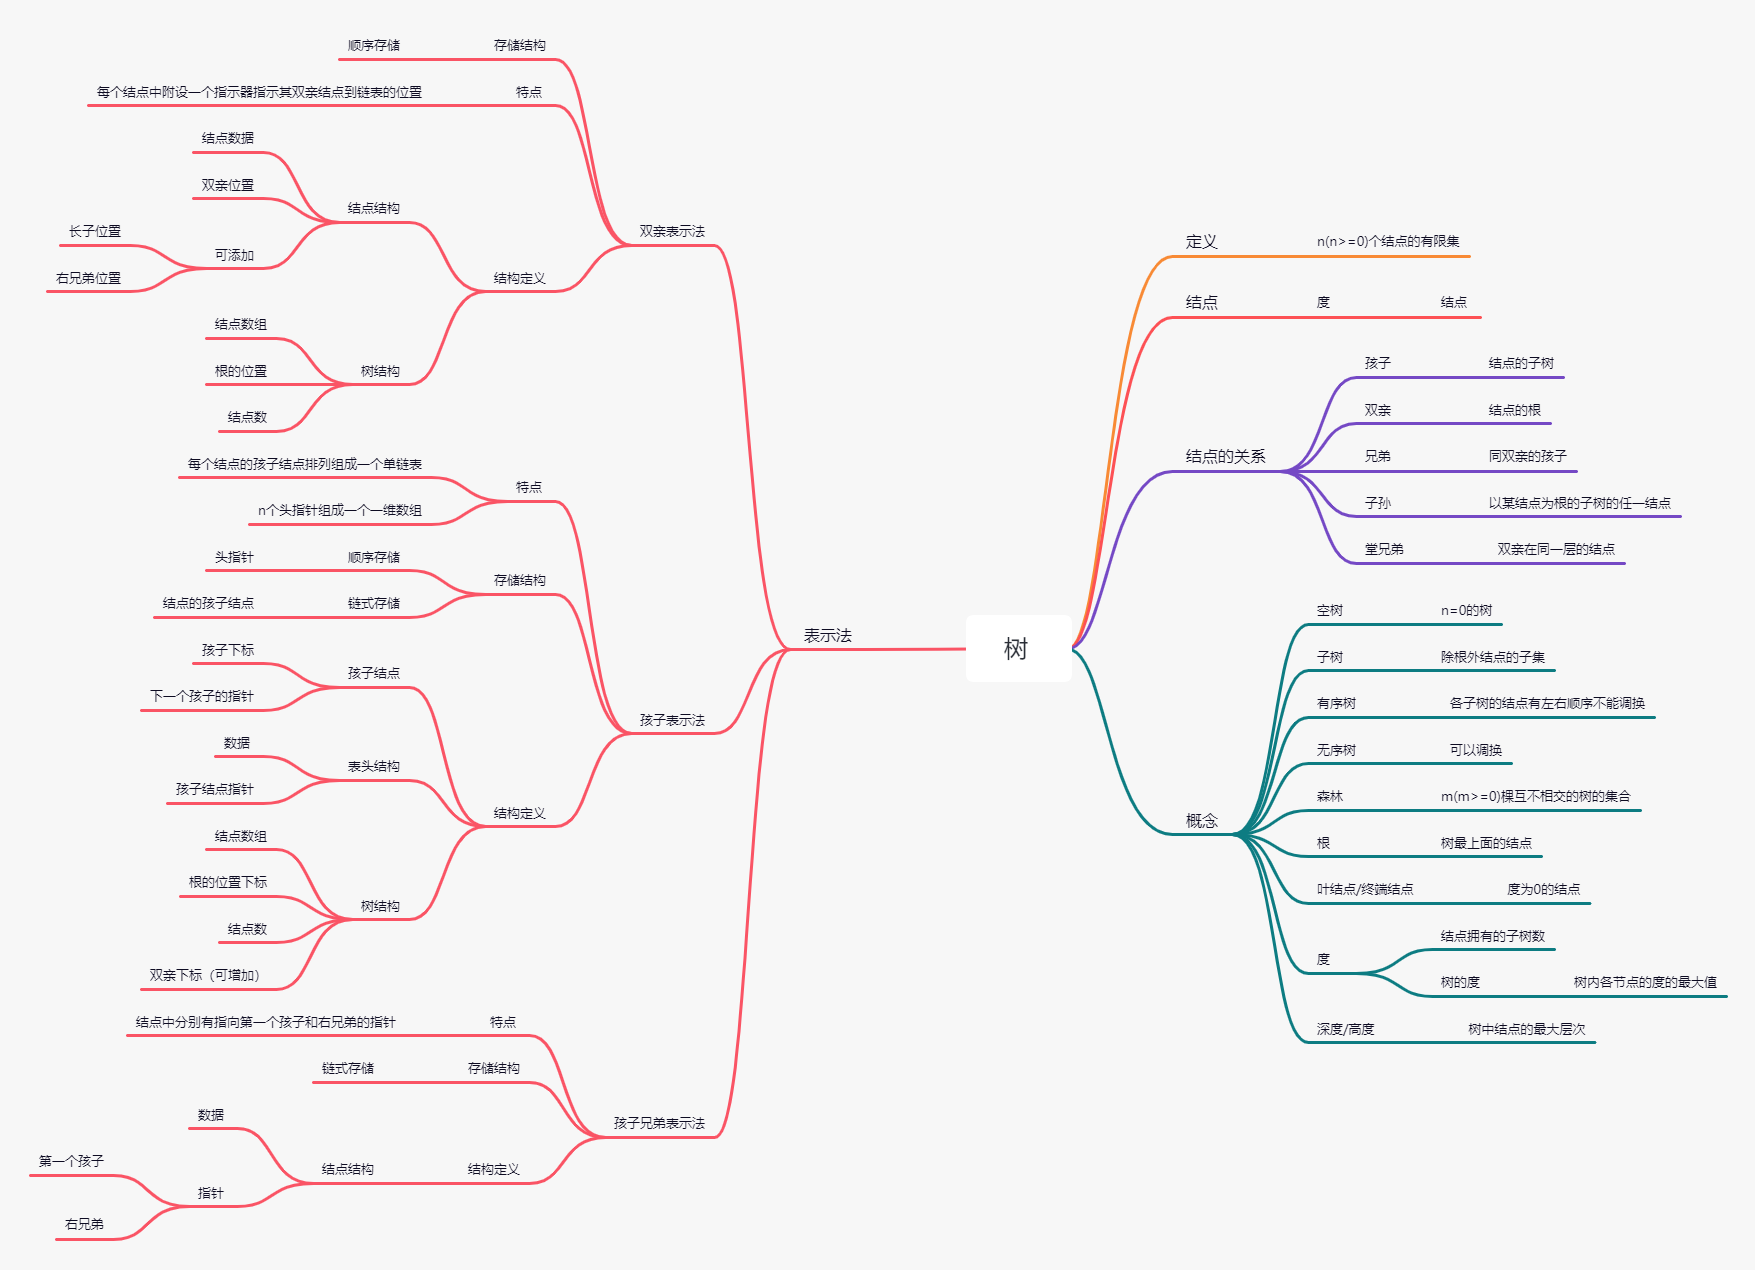 树
定义
n(n>=0)个结点的有限集
结点
度
结点
结点的关系
孩子
结点的子树
双亲
结点的根
兄弟
同双亲的孩子
子孙
以某结点为根的子树的任一结点
堂兄弟
双亲在同一层的结点
概念
空树
n=0的树
子树
除根外结点的子集
有序树
各子树的结点有左右顺序不能调换
无序树
可以调换
森林
m(m>=0)棵互不相交的树的集合
根
树最上面的结点
叶结点/终端结点
度为0的结点
度
结点拥有的子树数
树的度
树内各节点的度的最大值
深度/高度
树中结点的最大层次
表示法
双亲表示法
存储结构
顺序存储
特点
每个结点中附设一个指示器指示其双亲结点到链表的位置
结构定义
结点结构
结点数据
双亲位置
可添加
长子位置
右兄弟位置
树结构
结点数组
根的位置
结点数
孩子表示法
特点
每个结点的孩子结点排列组成一个单链表
n个头指针组成一个一维数组
存储结构
顺序存储
头指针
链式存储
结点的孩子结点
结构定义
孩子结点
孩子下标
下一个孩子的指针
表头结构
数据
孩子结点指针
树结构
结点数组
根的位置下标
结点数
双亲下标（可增加）
孩子兄弟表示法
特点
结点中分别有指向第一个孩子和右兄弟的指针
存储结构
链式存储
结构定义
结点结构
数据
指针
第一个孩子
右兄弟